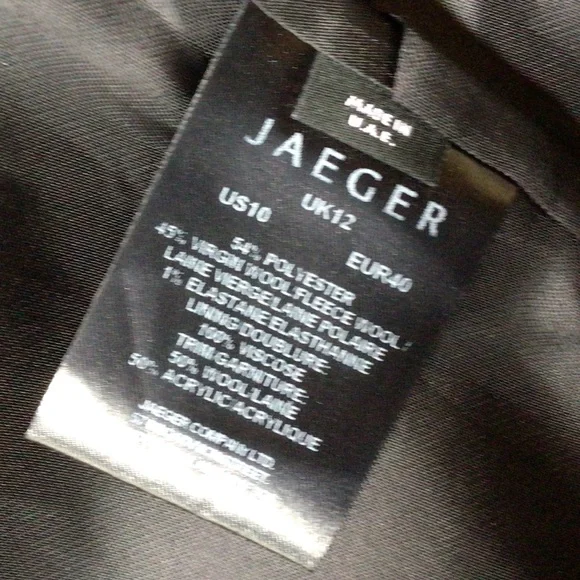 MADE IN
U.A.E.
JAEGER
US10 UK12 EUR40
54% POLYESTER
45% VIRGIN WOOL/FLEECE WOOL/
LAINE VIERGE/LAINE POLAIRE
1% ELASTANE ELASTHANNE
LINING DOUBLURE:
100% VISCOSE
TRIM GARNITURE:
50% WOOL/LAINE
50% ACRYLIC ACRYLIQUE
JAEGER COMPANY LTD.